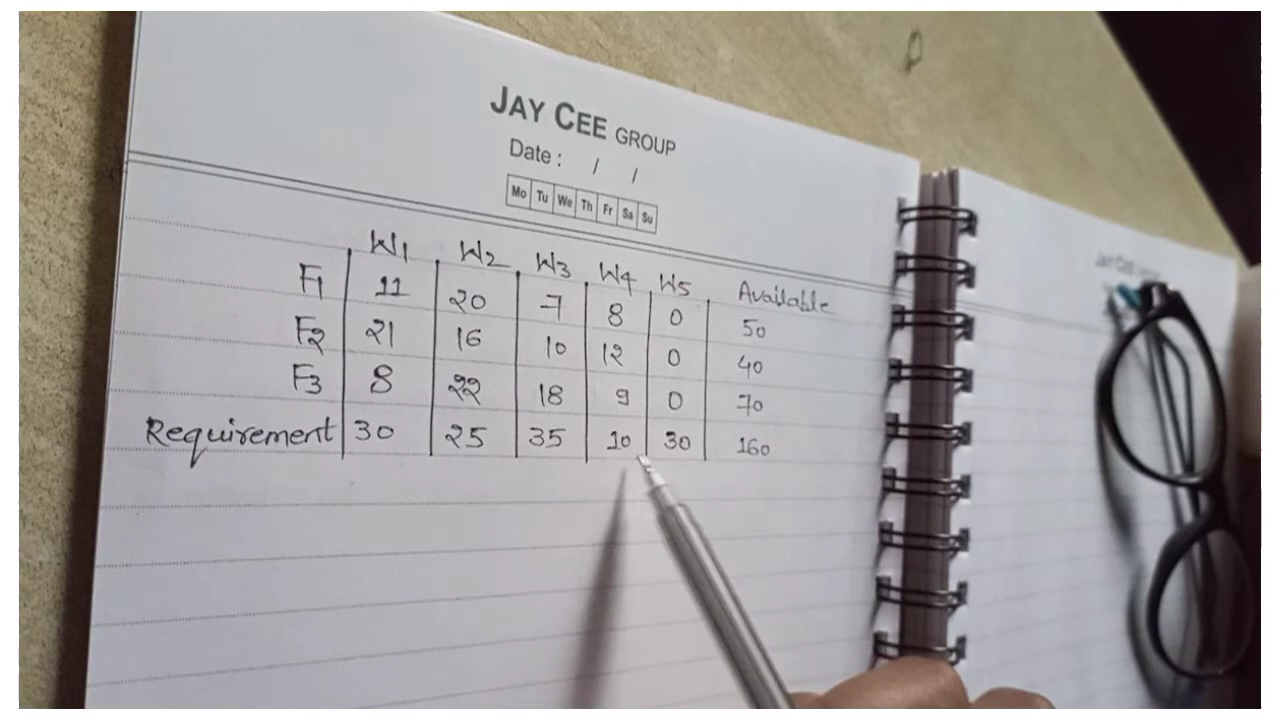 JAY CEE GROUP
Date : / /
Mo Tu We Th Fr Sa Su
W1 W2 W3 W4 W5 Available
F1 11 20 7 8 0 50
F2 21 16 10 12 0 40
F3 8 22 18 9 0 70
Requirement 30 25 35 10 30 160
JAY CEE